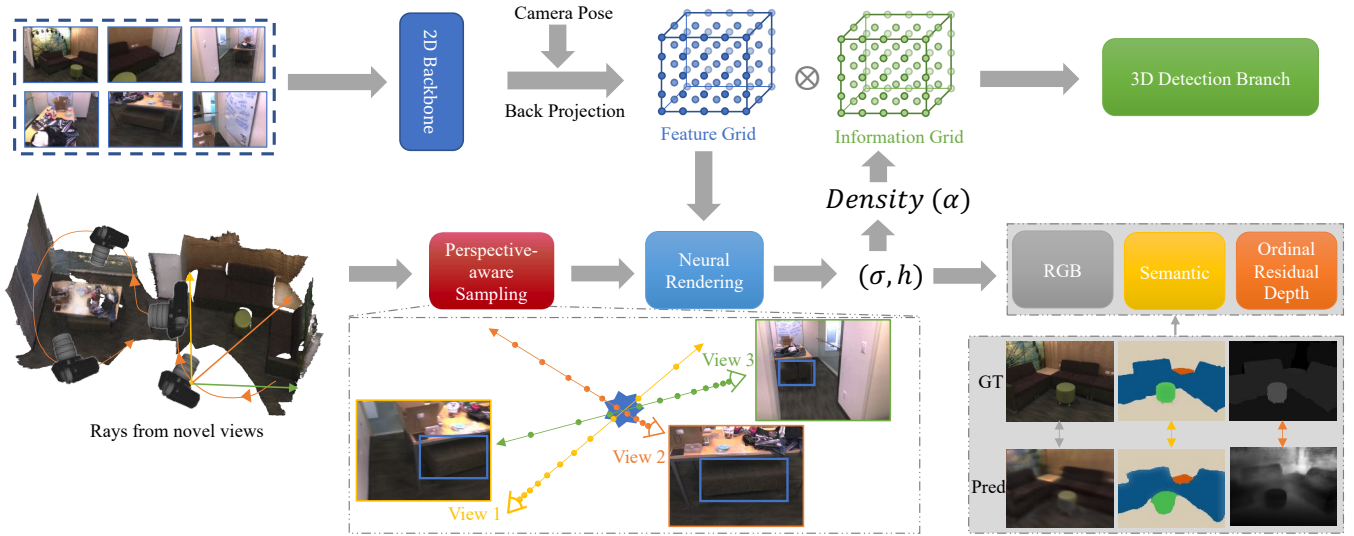 Camera Pose
2D Backbone
Back Projection
Feature Grid
Information Grid
3D Detection Branch
Density (α)
Perspective-
aware
Sampling
Neural
Rendering
(σ, h)
RGB
Semantic
Ordinal
Residual
Depth
Rays from novel views
View 3
View 2
View 1
GT
Pred